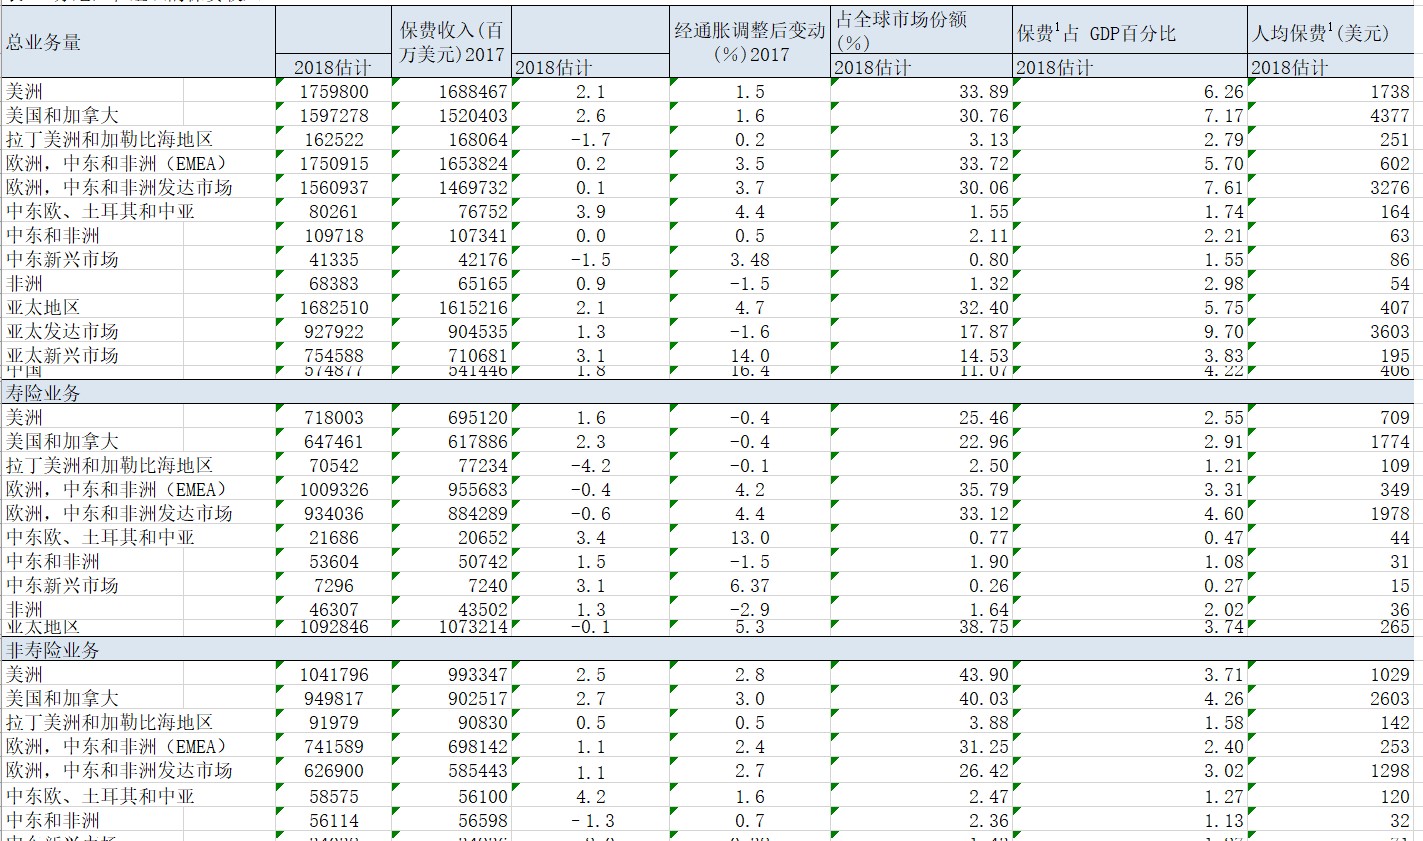 总业务量 保费收入(百万美元)2017 经通胀调整后变动(%)2017 占全球市场份额(%) 保费1占 GDP百分比 人均保费1(美元)
2018估计 2018估计 2018估计 2018估计 2018估计
美洲 1759800 1688467 2.1 1.5 33.89 6.26 1738
美国和加拿大 1597278 1520403 2.6 1.6 30.76 7.17 4377
拉丁美洲和加勒比海地区 162522 168064 -1.7 0.2 3.13 2.79 251
欧洲，中东和非洲（EMEA） 1750915 1653824 0.2 3.5 33.72 5.70 602
欧洲，中东和非洲发达市场 1560937 1469732 0.1 3.7 30.06 7.61 3276
中东欧、土耳其和中亚 80261 76752 3.9 4.4 1.55 1.74 164
中东和非洲 109718 107341 0.0 0.5 2.11 2.21 63
中东新兴市场 41335 42176 -1.5 3.48 0.80 1.55 86
非洲 68383 65165 0.9 -1.5 1.32 2.98 54
亚太地区 1682510 1615216 2.1 4.7 32.40 5.75 407
亚太发达市场 927922 904535 1.3 -1.6 17.87 9.70 3603
亚太新兴市场 754588 710681 3.1 14.0 14.53 3.83 195
中国 574877 541446 1.8 16.4 11.07 4.22 406
寿险业务
美洲 718003 695120 1.6 -0.4 25.46 2.55 709
美国和加拿大 647461 617886 2.3 -0.4 22.96 2.91 1774
拉丁美洲和加勒比海地区 70542 77234 -4.2 -0.1 2.50 1.21 109
欧洲，中东和非洲（EMEA） 1009326 955683 -0.4 4.2 35.79 3.31 349
欧洲，中东和非洲发达市场 934036 884289 -0.6 4.4 33.12 4.60 1978
中东欧、土耳其和中亚 21686 20652 3.4 13.0 0.77 0.47 44
中东和非洲 53604 50742 1.5 -1.5 1.90 1.08 31
中东新兴市场 7296 7240 3.1 6.37 0.26 0.27 15
非洲 46307 43502 1.3 -2.9 1.64 2.02 36
亚太地区 1092846 1073214 -0.1 5.3 38.75 3.74 265
非寿险业务
美洲 1041796 993347 2.5 2.8 43.90 3.71 1029
美国和加拿大 949817 902517 2.7 3.0 40.03 4.26 2603
拉丁美洲和加勒比海地区 91979 90830 0.5 0.5 3.88 1.58 142
欧洲，中东和非洲（EMEA） 741589 698142 1.1 2.4 31.25 2.40 253
欧洲，中东和非洲发达市场 626900 585443 1.1 2.7 26.42 3.02 1298
中东欧、土耳其和中亚 58575 56100 4.2 1.6 2.47 1.27 120
中东和非洲 56114 56598 -1.3 0.7 2.36 1.13 32